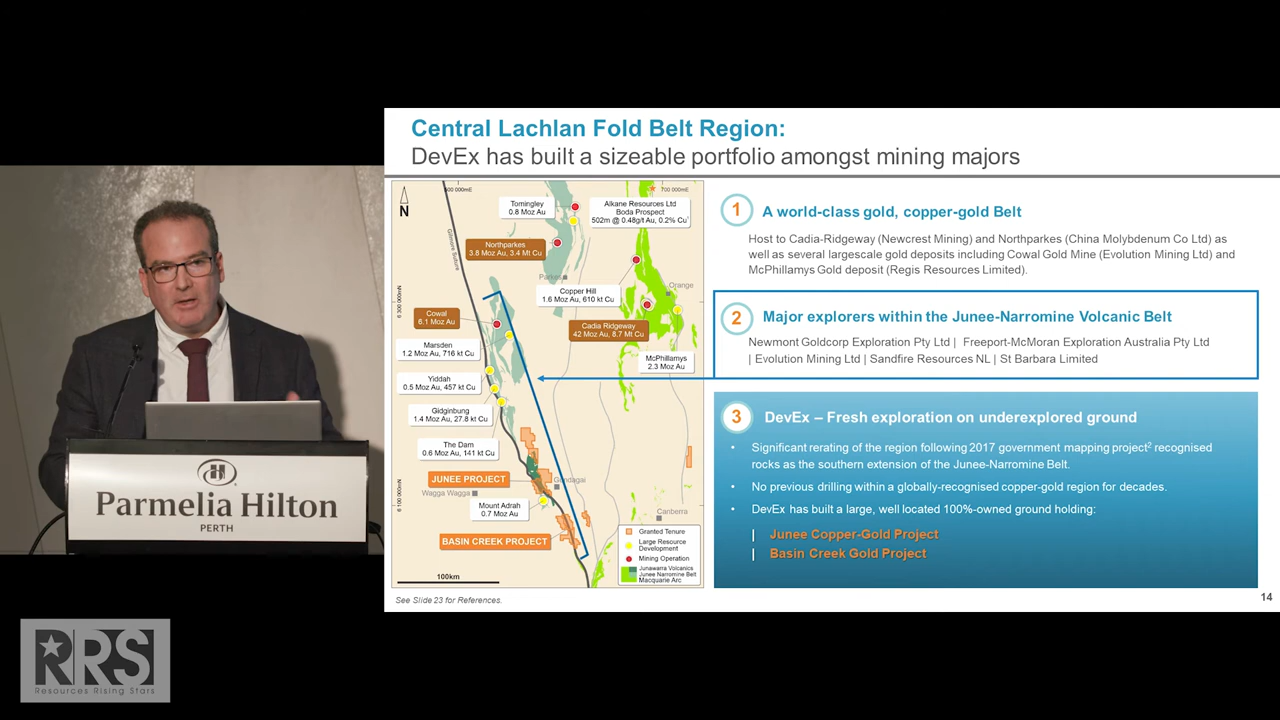 Central Lachlan Fold Belt Region:
DevEx has built a sizeable portfolio amongst mining majors
N
700 000mE
Gilmore Suture
6 300 000mN
6 100 000mN
Tomingley
0.8 Moz Au
Alkane Resources Ltd
Boda Prospect
502m @ 0.48g/t Au, 0.2% Cu¹
Northparkes
3.8 Moz Au, 3.4 Mt Cu
Parkes
Copper Hill
1.6 Moz Au, 610 kt Cu
Orange
Cowal
6.1 Moz Au
Cadia Ridgeway
42 Moz Au, 8.7 Mt Cu
Marsden
1.2 Moz Au, 716 kt Cu
McPhillamys
2.3 Moz Au
Yiddah
0.5 Moz Au, 457 kt Cu
Gidginbung
1.4 Moz Au, 27.8 kt Cu
The Dam
0.6 Moz Au, 141 kt Cu
JUNEE PROJECT
Gundagai
Wagga Wagga
Mount Adrah
0.7 Moz Au
Canberra
BASIN CREEK PROJECT
Granted Tenure
Large Resource
Development
Mining Operation
Junawarra Volcanics
Junee Narromine Belt
Macquarie Arc
100km
See Slide 23 for References.
1
A world-class gold, copper-gold Belt
Host to Cadia-Ridgeway (Newcrest Mining) and Northparkes (China Molybdenum Co Ltd) as
well as several largescale gold deposits including Cowal Gold Mine (Evolution Mining Ltd) and
McPhillamys Gold deposit (Regis Resources Limited).
2
Major explorers within the Junee-Narromine Volcanic Belt
Newmont Goldcorp Exploration Pty Ltd | Freeport-McMoran Exploration Australia Pty Ltd
| Evolution Mining Ltd | Sandfire Resources NL | St Barbara Limited
3
DevEx – Fresh exploration on underexplored ground
• Significant rerating of the region following 2017 government mapping project² recognised
rocks as the southern extension of the Junee-Narromine Belt.
• No previous drilling within a globally-recognised copper-gold region for decades.
• DevEx has built a large, well located 100%-owned ground holding:
| Junee Copper-Gold Project
| Basin Creek Gold Project
14
Parmelia Hilton
PERTH
RRS
Resources Rising Stars